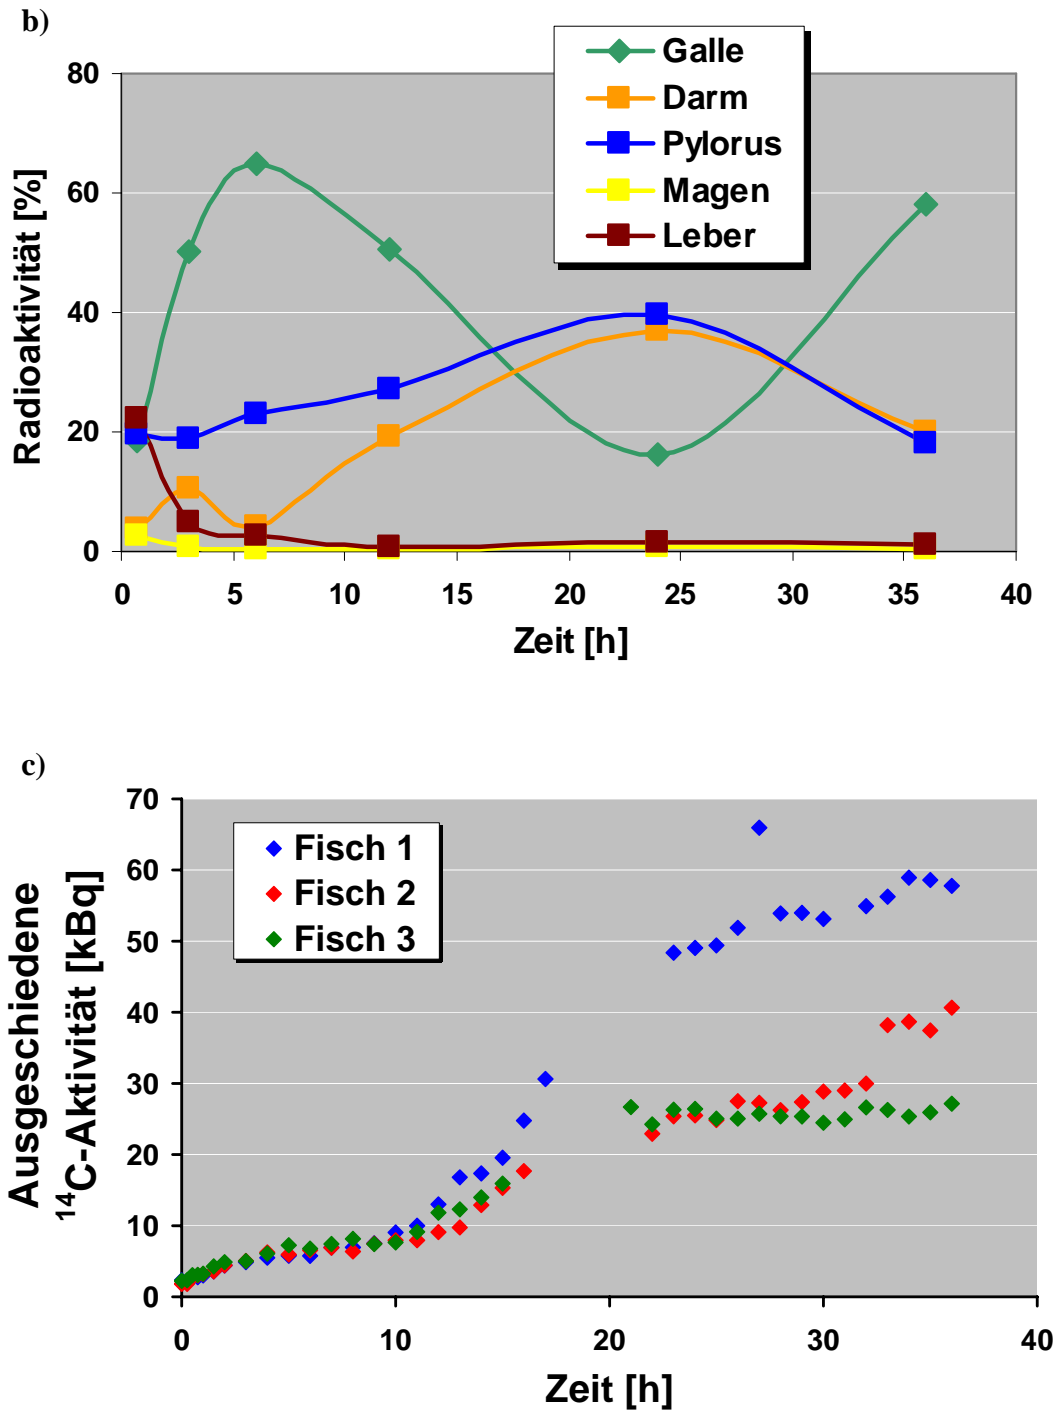 b)
Galle
Darm
Pylorus
Magen
Leber
Radioaktivität [%]
80
60
40
20
0
0 5 10 15 20 25 30 35 40
Zeit [h]
c)
Fisch 1
Fisch 2
Fisch 3
Ausgeschiedene
¹⁴C-Aktivität [kBq]
70
60
50
40
30
20
10
0
0 10 20 30 40
Zeit [h]